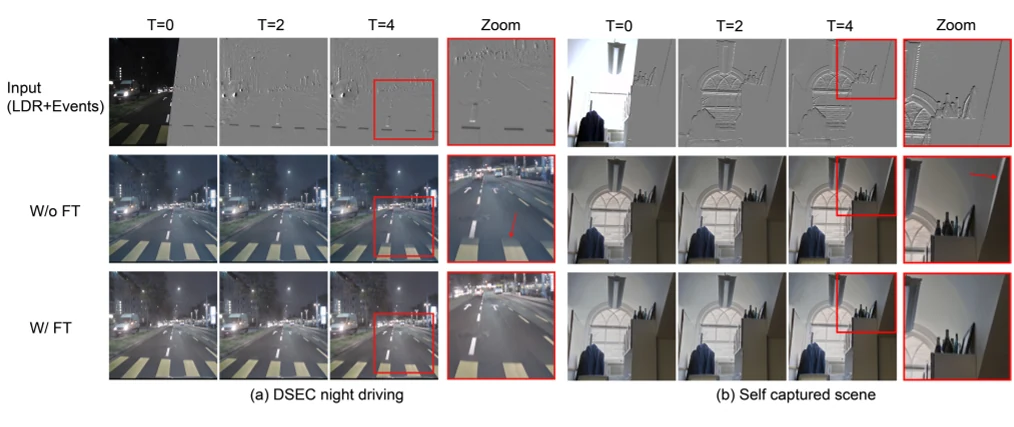 T=0 T=2 T=4 Zoom T=0 T=2 T=4 Zoom
Input
(LDR+Events)
W/o FT
W/ FT
(a) DSEC night driving (b) Self captured scene